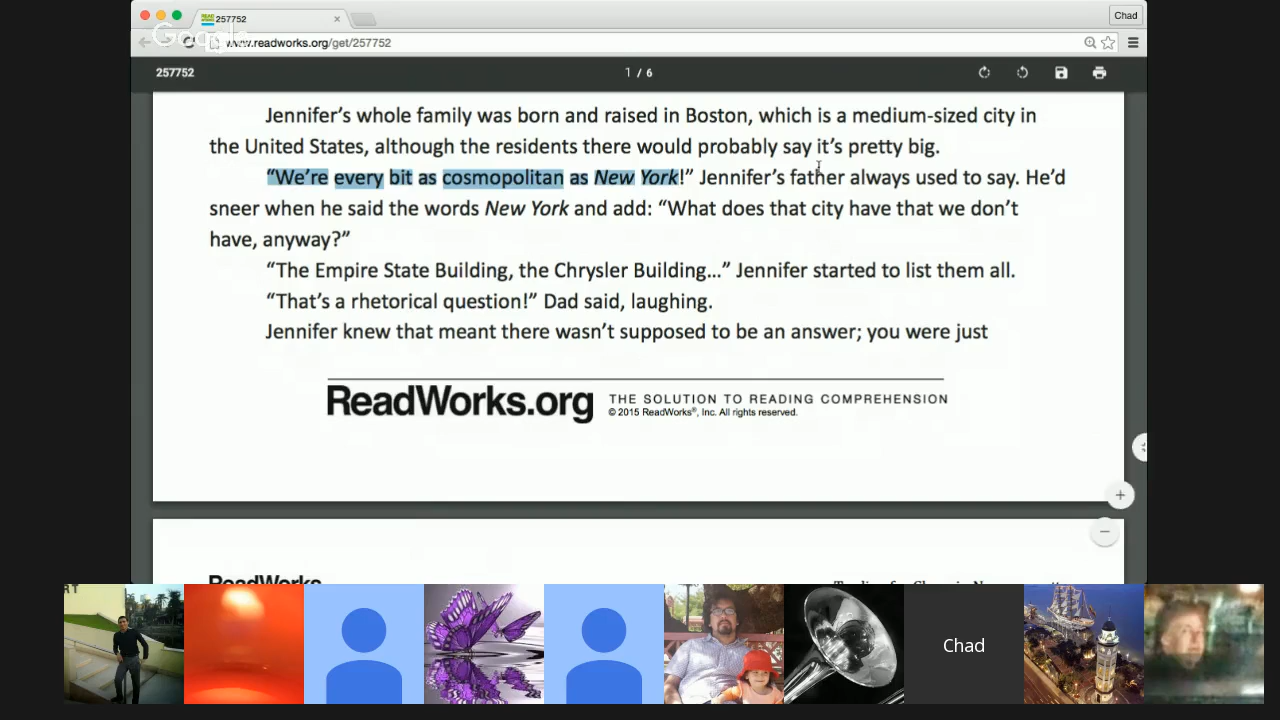 257752
Chad
Google
www.readworks.org/get/257752
257752
1 / 6
Jennifer’s whole family was born and raised in Boston, which is a medium-sized city in
the United States, although the residents there would probably say it’s pretty big.
“We’re every bit as cosmopolitan as New York!” Jennifer’s father always used to say. He’d
sneer when he said the words New York and add: “What does that city have that we don’t
have, anyway?”
“The Empire State Building, the Chrysler Building…” Jennifer started to list them all.
“That’s a rhetorical question!” Dad said, laughing.
Jennifer knew that meant there wasn’t supposed to be an answer; you were just
ReadWorks.org
THE SOLUTION TO READING COMPREHENSION
© 2015 ReadWorks®, Inc. All rights reserved.
ReadWorks
Chad